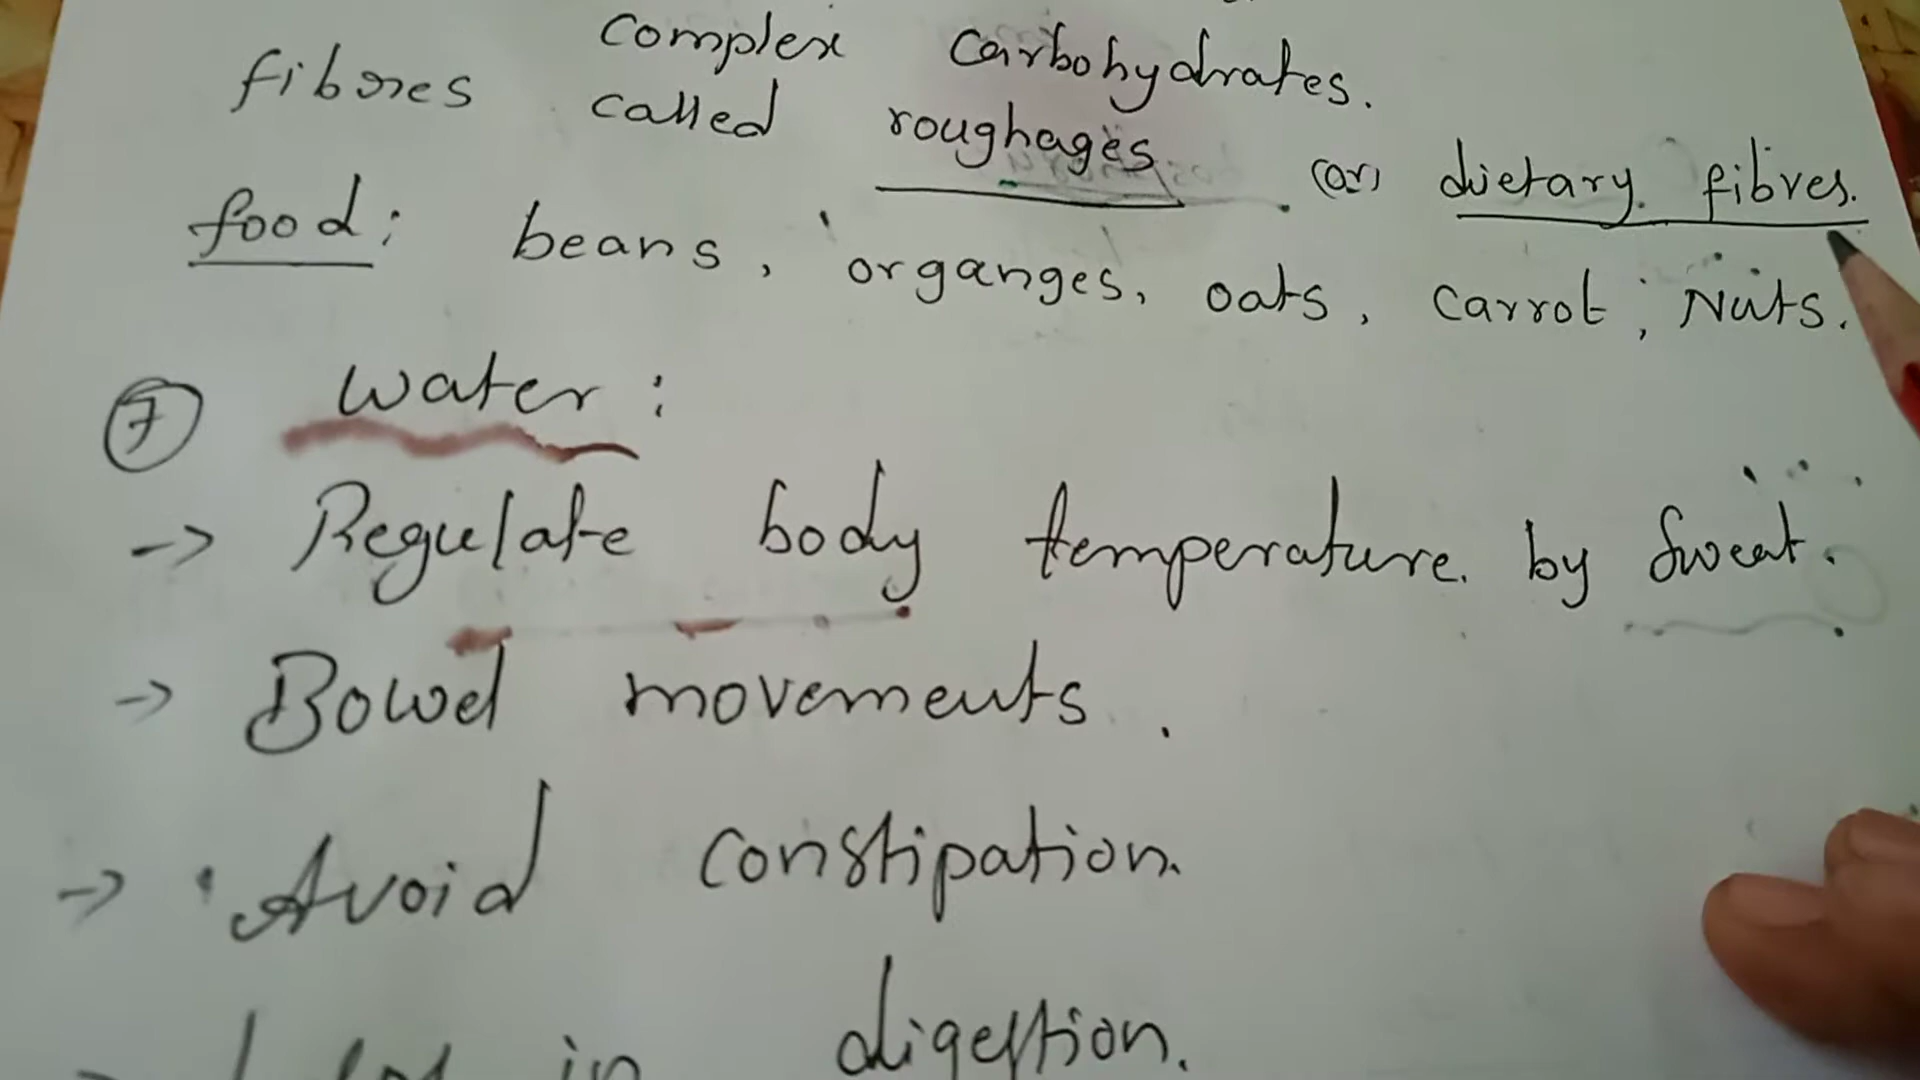 complex carbohydrates.
fibres called roughages (or) dietary fibres.
food: beans, organges, oats, carrot, Nuts.
7 Water:
→ Regulate body temperature. by Sweat.
→ Bowel movements.
→ Avoid constipation.
in digestion.